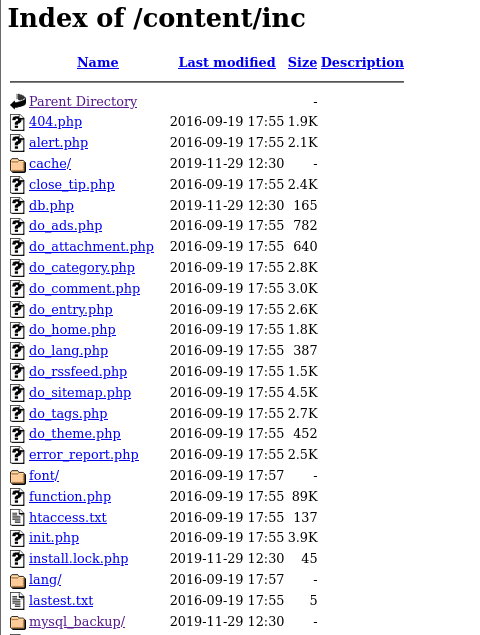 Index of /content/inc
Name Last modified Size Description
Parent Directory -
404.php 2016-09-19 17:55 1.9K
alert.php 2016-09-19 17:55 2.1K
cache/ 2019-11-29 12:30 -
close_tip.php 2016-09-19 17:55 2.4K
db.php 2019-11-29 12:30 165
do_ads.php 2016-09-19 17:55 782
do_attachment.php 2016-09-19 17:55 640
do_category.php 2016-09-19 17:55 2.8K
do_comment.php 2016-09-19 17:55 3.0K
do_entry.php 2016-09-19 17:55 2.6K
do_home.php 2016-09-19 17:55 1.8K
do_lang.php 2016-09-19 17:55 387
do_rssfeed.php 2016-09-19 17:55 1.5K
do_sitemap.php 2016-09-19 17:55 4.5K
do_tags.php 2016-09-19 17:55 2.7K
do_theme.php 2016-09-19 17:55 452
error_report.php 2016-09-19 17:55 2.5K
font/ 2016-09-19 17:57 -
function.php 2016-09-19 17:55 89K
htaccess.txt 2016-09-19 17:55 137
init.php 2016-09-19 17:55 3.9K
install.lock.php 2019-11-29 12:30 45
lang/ 2016-09-19 17:57 -
lastest.txt 2016-09-19 17:55 5
mysql_backup/ 2019-11-29 12:30 -